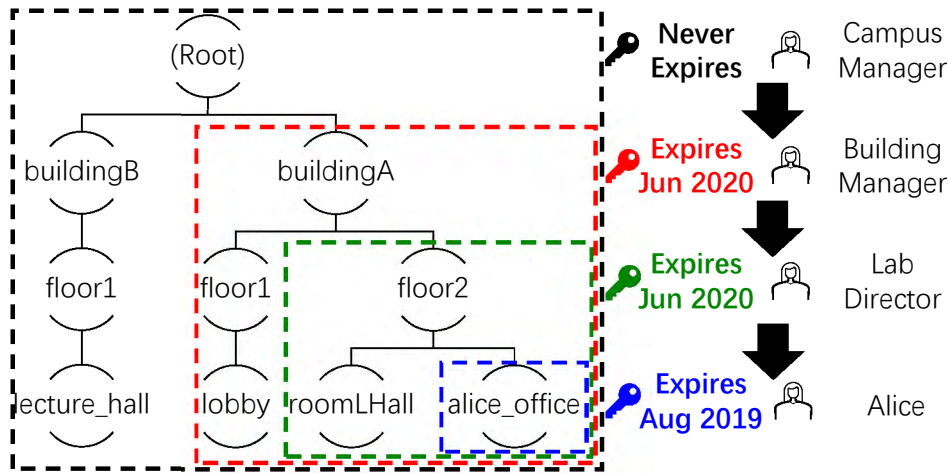 (Root)
buildingB
buildingA
floor1
floor1
floor2
lecture_hall
lobby
roomLHall
alice_office
Never
Expires
Campus
Manager
Expires
Jun 2020
Building
Manager
Expires
Jun 2020
Lab
Director
Expires
Aug 2019
Alice